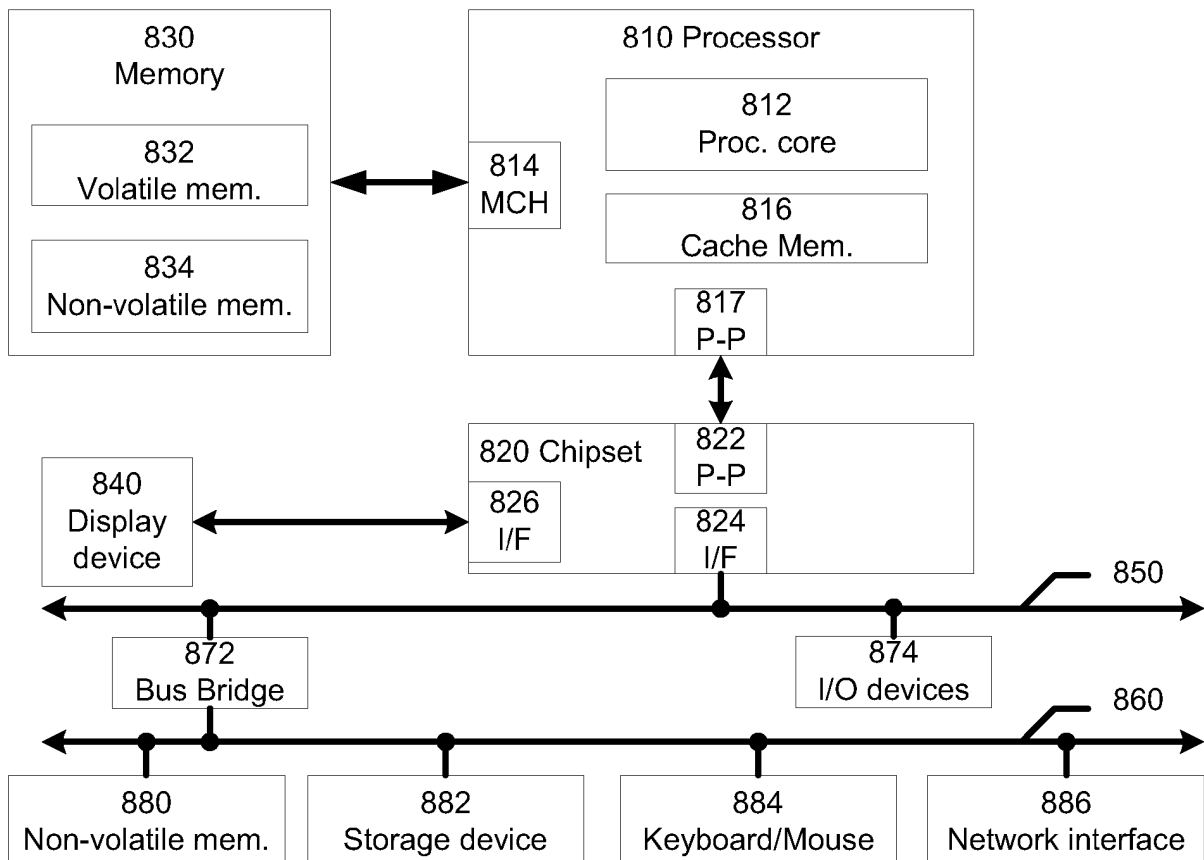 830
Memory
832
Volatile mem.
834
Non-volatile mem.
810 Processor
812
Proc. core
814
MCH
816
Cache Mem.
817
P-P
820 Chipset
822
P-P
826
I/F
824
I/F
840
Display
device
850
872
Bus Bridge
874
I/O devices
860
880
Non-volatile mem.
882
Storage device
884
Keyboard/Mouse
886
Network interface